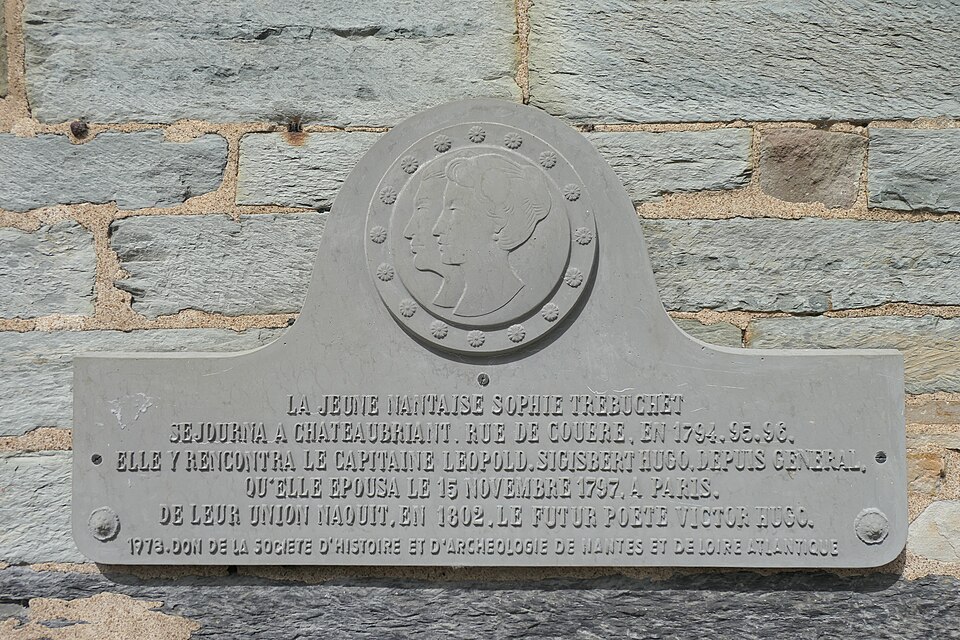 LA JEUNE NANTAISE SOPHIE TREBUCHET
SEJOURNA A CHATEAUBRIANT. RUE DE COUERE, EN 1794.95.96.
ELLE Y RENCONTRA LE CAPITAINE LEOPOLD.SIGISBERT HUGO.DEPUIS GENERAL,
QU'ELLE EPOUSA LE 15 NOVEMBRE 1797. A PARIS.
DE LEUR UNION NAQUIT, EN 1802, LE FUTUR POETE VICTOR HUGO.
1978.DON DE LA SOCIETE D'HISTOIRE ET D'ARCHEOLOGIE DE NANTES ET DE LOIRE ATLANTIQUE